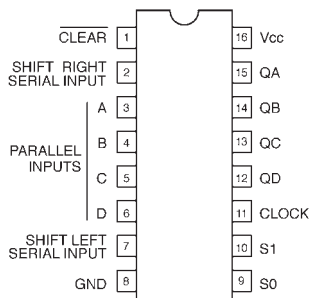 CLEAR 1 16 Vcc
SHIFT RIGHT
SERIAL INPUT 2 15 QA
A 3 14 QB
PARALLEL
INPUTS
B 4 13 QC
C 5 12 QD
D 6 11 CLOCK
SHIFT LEFT
SERIAL INPUT 7 10 S1
GND 8 9 S0